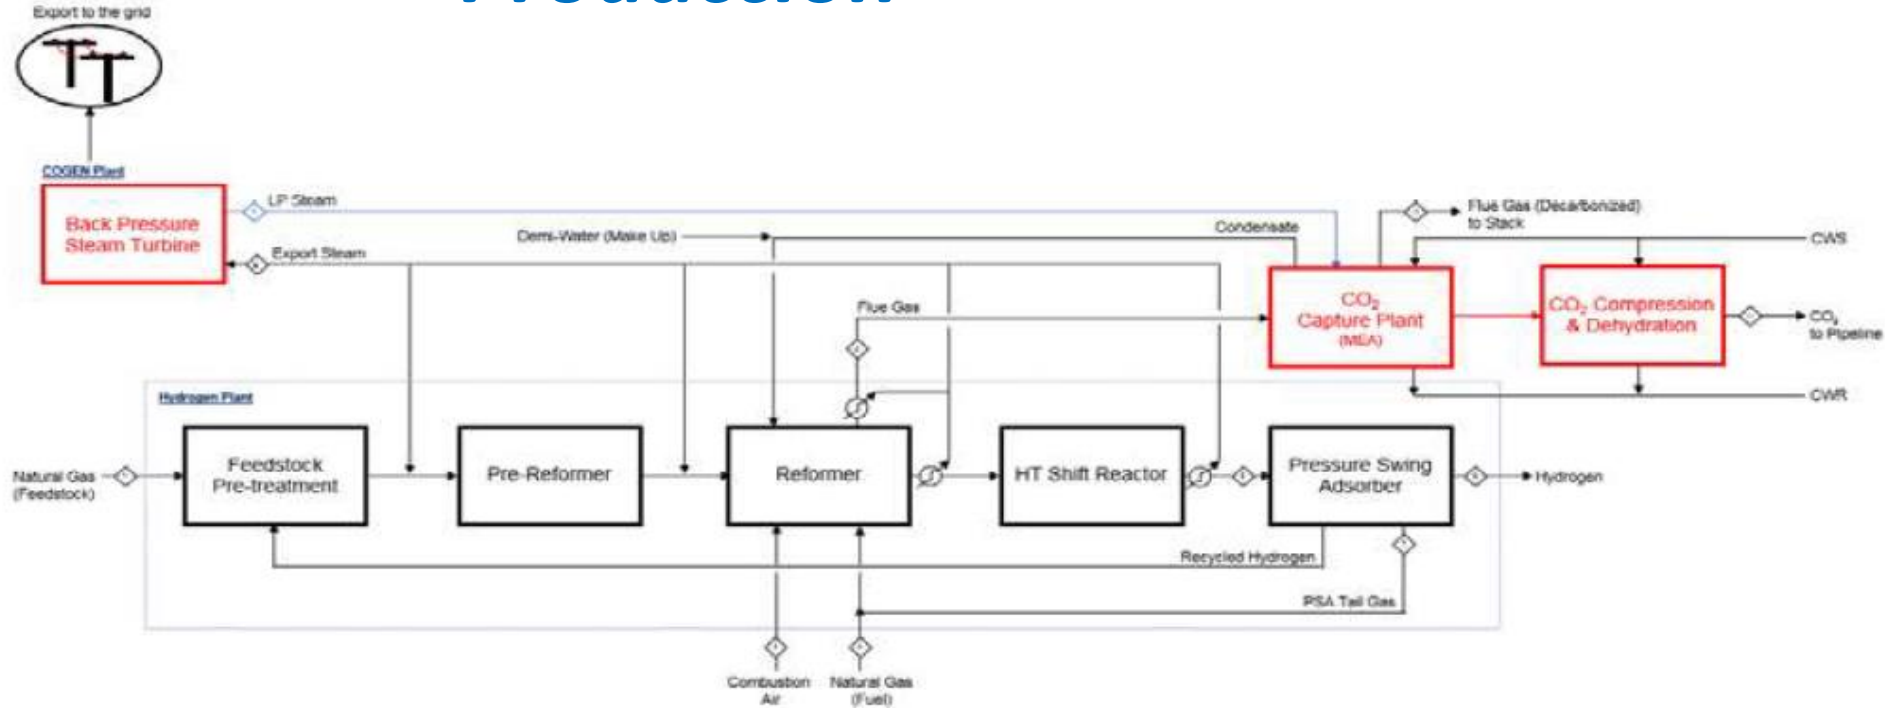 Production
Export to the grid
COGEN Plant
Back Pressure
Steam Turbine
LP Steam
Export Steam
Demi-Water (Make Up)
Condensate
Flue Gas (Decarbonized)
to Stack
CWS
Flue Gas
CO₂
Capture Plant
(MEA)
CO₂ Compression
& Dehydration
CO₂
to Pipeline
CWR
Hydrogen Plant
Natural Gas
(Feedstock)
Feedstock
Pre-treatment
Pre-Reformer
Reformer
HT Shift Reactor
Pressure Swing
Adsorber
Hydrogen
Recycled Hydrogen
PSA Tail Gas
Combustion
Air
Natural Gas
(Fuel)